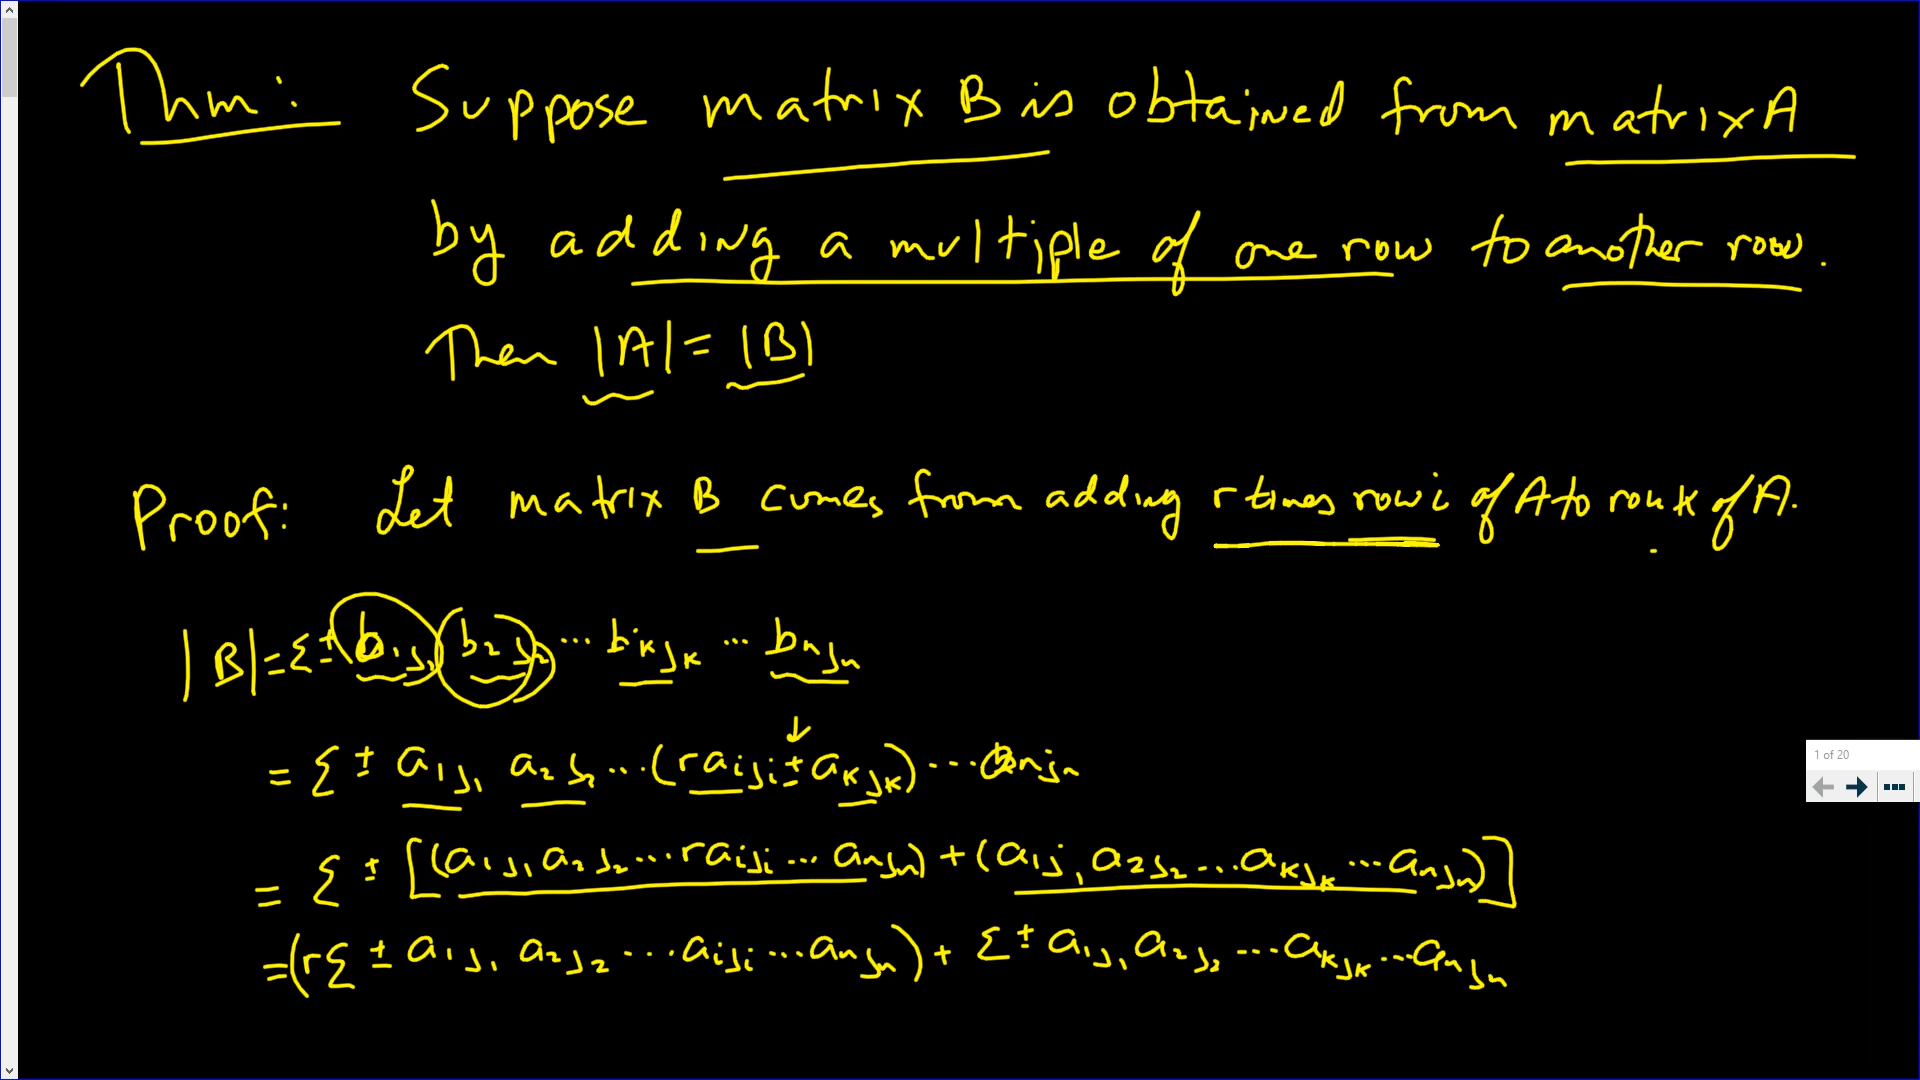 Thm: Suppose matrix B is obtained from matrix A
by adding a multiple of one row to another row.
Then |A| = |B|
Proof: Let matrix B comes from adding r times row i of A to row k of A.
|B| = Σ ± b₁ⱼ₁ b₂ⱼ₂ ... bₖⱼₖ ... bₙⱼₙ
= Σ ± a₁ⱼ₁ a₂ⱼ₂ ... (r aᵢⱼᵢ ± aₖⱼₖ) ... aₙⱼₙ
= Σ ± [(a₁ⱼ₁ a₂ⱼ₂ ... r aᵢⱼᵢ ... aₙⱼₙ) + (a₁ⱼ₁ a₂ⱼ₂ ... aₖⱼₖ ... aₙⱼₙ)]
= (r Σ ± a₁ⱼ₁ a₂ⱼ₂ ... aᵢⱼᵢ ... aₙⱼₙ) + Σ ± a₁ⱼ₁ a₂ⱼ₂ ... aₖⱼₖ ... aₙⱼₙ
1 of 20